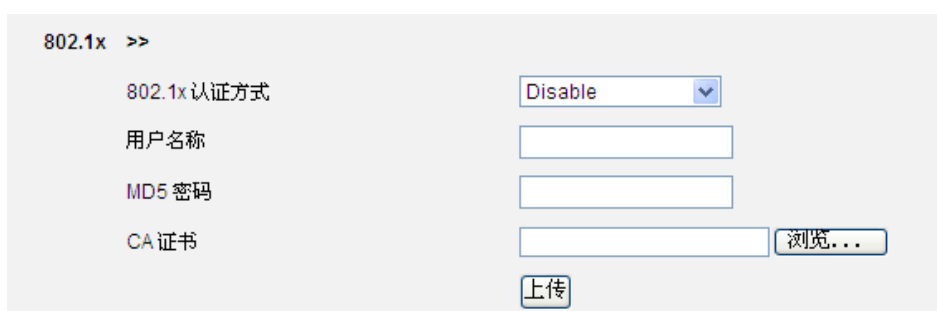 802.1x >>
802.1x 认证方式 Disable
用户名称
MD5 密码
CA 证书 浏览...
上传